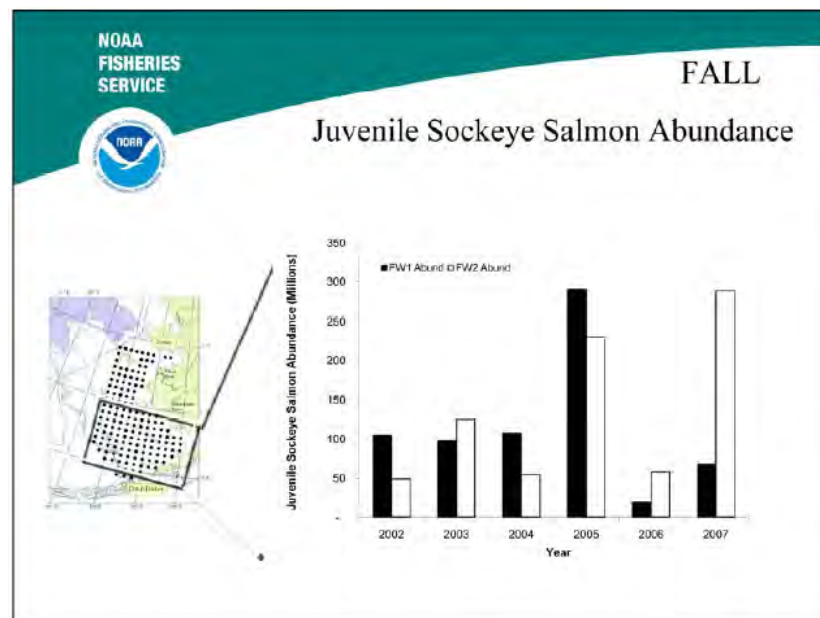 NOAA
FISHERIES
SERVICE
NOAA
FALL
Juvenile Sockeye Salmon Abundance
Juvenile Sockeye Salmon Abundance (Millions)
350
300
250
200
150
100
50
-
FW1 Abund FW2 Abund
2002 2003 2004 2005 2006 2007
Year